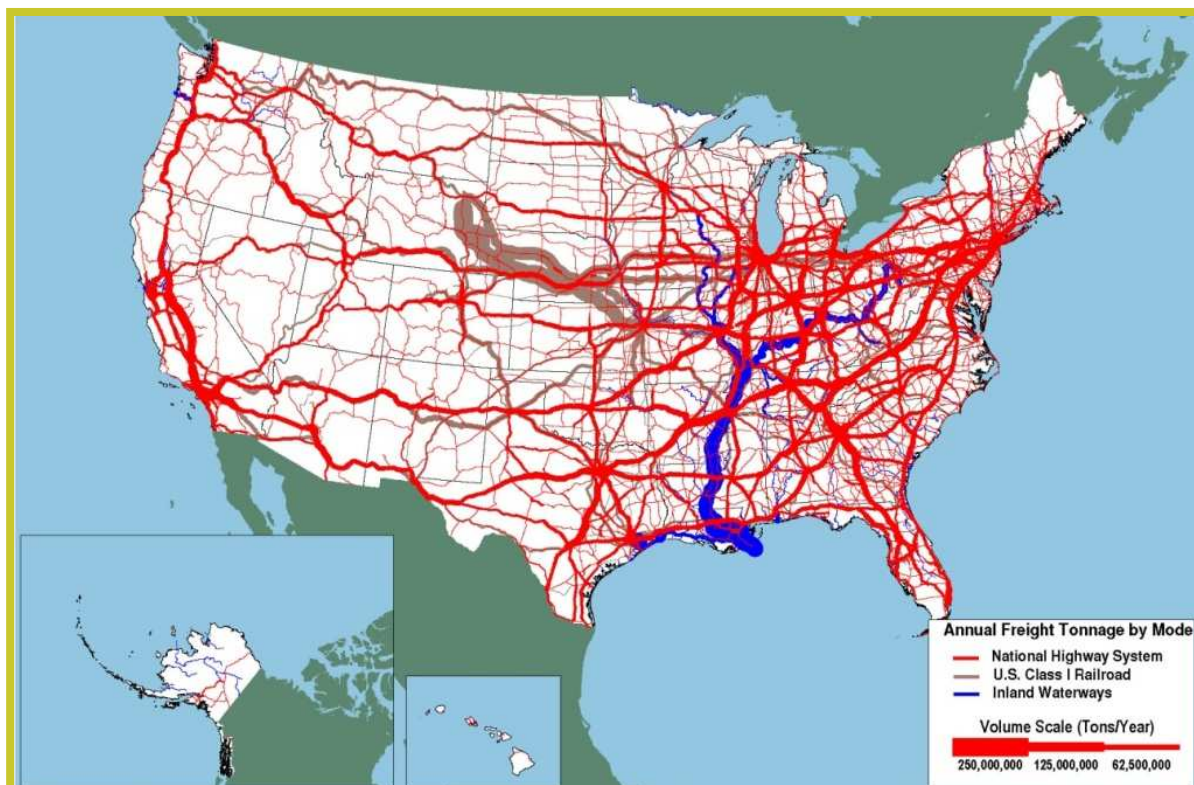 Annual Freight Tonnage by Mode
National Highway System
U.S. Class I Railroad
Inland Waterways
Volume Scale (Tons/Year)
250,000,000 125,000,000 62,500,000